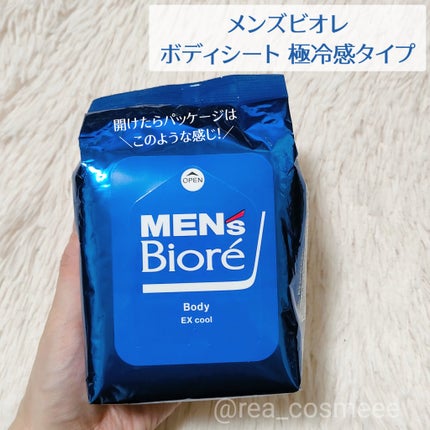 メンズビオレ
ボディシート 極冷感タイプ
開けたらパッケージは
＼このような感じ！／
OPEN
MEN's
Bioré
Body
EX cool
@rea_cosmeee